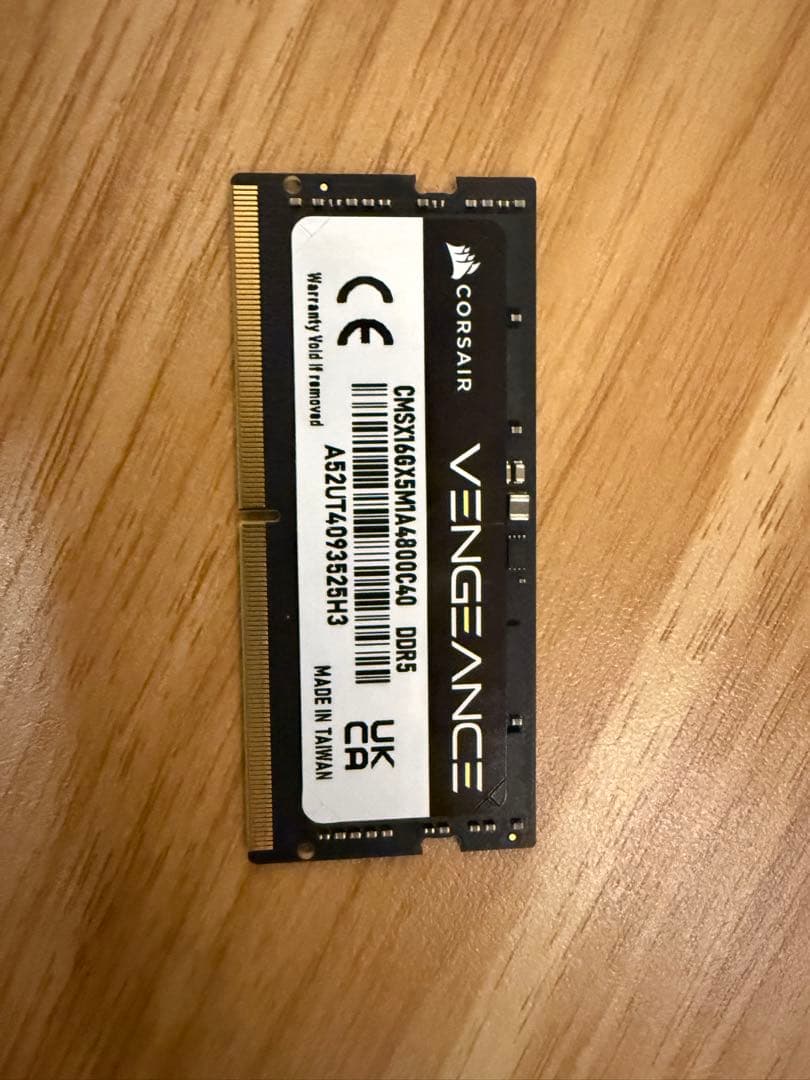 CORSAIR
VENGEANCE
CMSX16GX5M1A4800C40 DDR5
A52UT4093525H3
Warranty Void if removed
MADE IN TAIWAN
CE
UK
CA